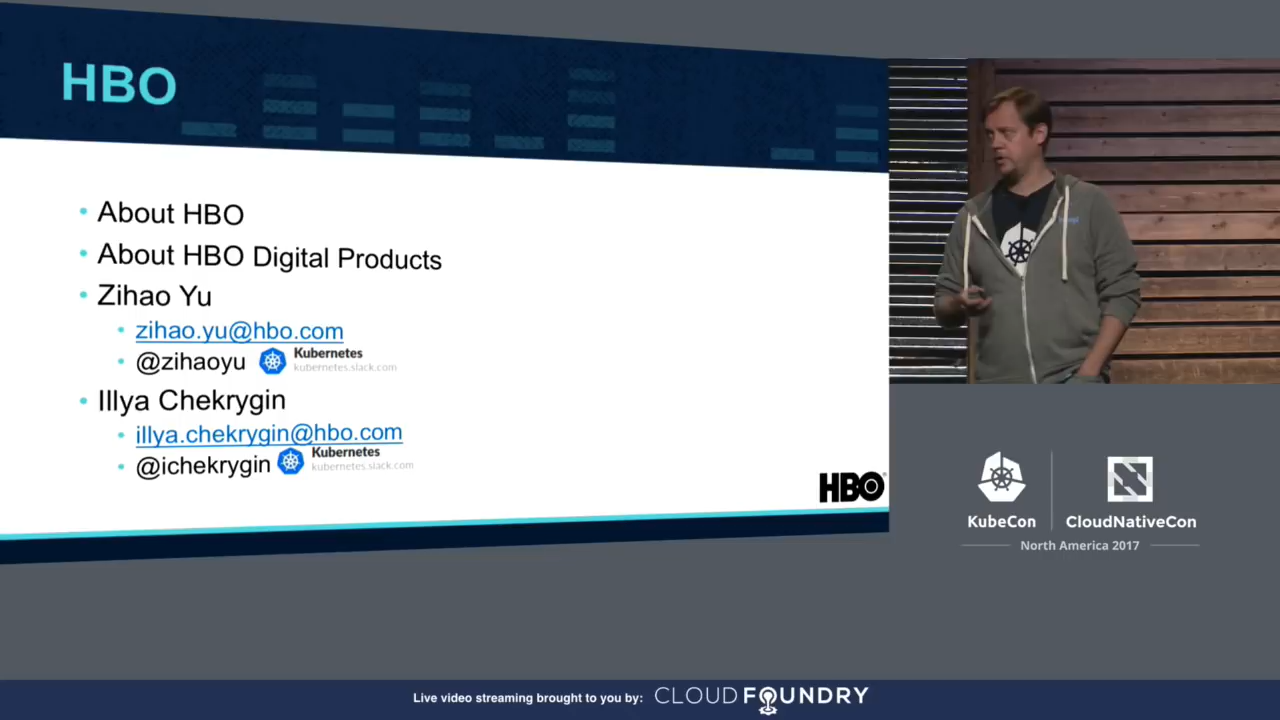 HBO
• About HBO
• About HBO Digital Products
• Zihao Yu
• zihao.yu@hbo.com
• @zihaoyu Kubernetes
kubernetes.slack.com
• Illya Chekrygin
• illya.chekrygin@hbo.com
• @ichekrygin Kubernetes
kubernetes.slack.com
HBO®
KubeCon
CloudNativeCon
North America 2017
Live video streaming brought to you by: CLOUD FOUNDRY